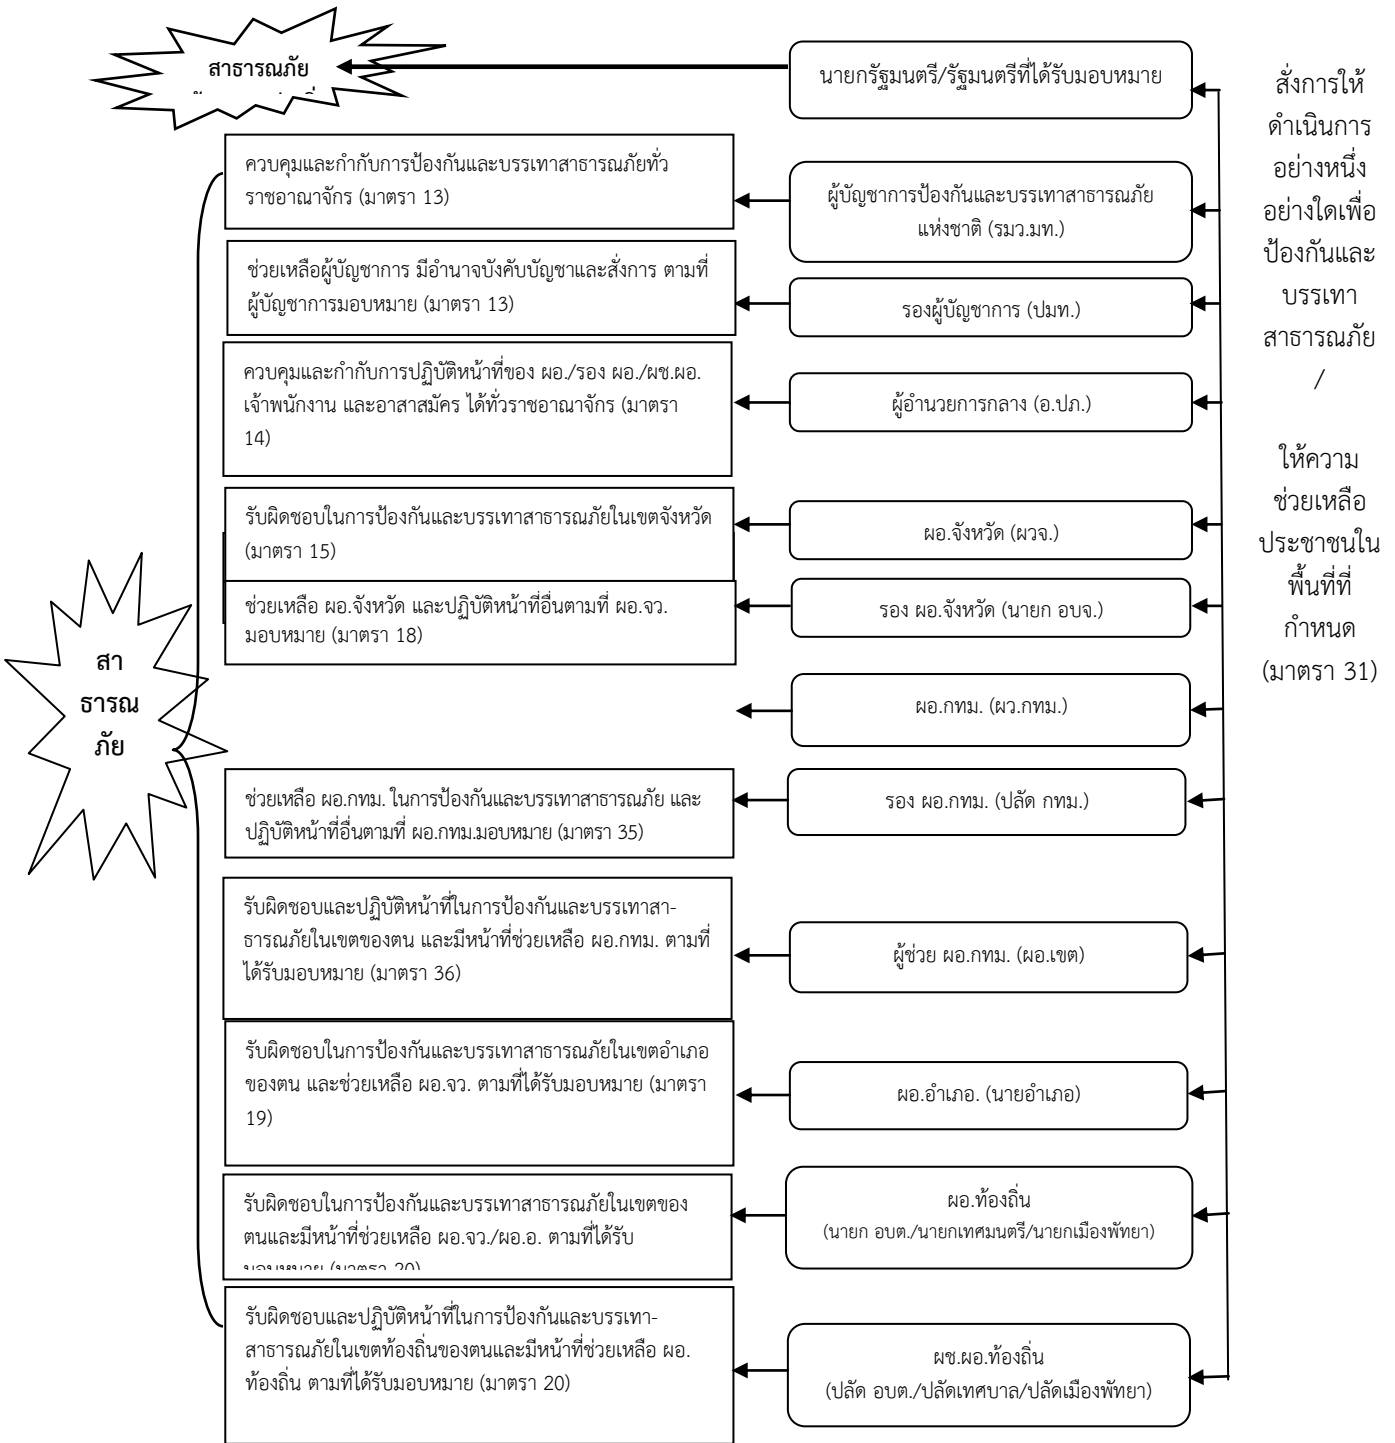 สาธารณภัย
นายกรัฐมนตรี/รัฐมนตรีที่ได้รับมอบหมาย
ควบคุมและกำกับการป้องกันและบรรเทาสาธารณภัยทั่ว
ราชอาณาจักร (มาตรา 13)
ผู้บัญชาการป้องกันและบรรเทาสาธารณภัย
แห่งชาติ (รมว.มท.)
ช่วยเหลือผู้บัญชาการ มีอำนาจบังคับบัญชาและสั่งการ ตามที่
ผู้บัญชาการมอบหมาย (มาตรา 13)
รองผู้บัญชาการ (ปมท.)
ควบคุมและกำกับการปฏิบัติหน้าที่ของ ผอ./รอง ผอ./ผช.ผอ.
เจ้าพนักงาน และอาสาสมัคร ได้ทั่วราชอาณาจักร (มาตรา
14)
ผู้อำนวยการกลาง (อ.ปภ.)
รับผิดชอบในการป้องกันและบรรเทาสาธารณภัยในเขตจังหวัด
(มาตรา 15)
ผอ.จังหวัด (ผวจ.)
ช่วยเหลือ ผอ.จังหวัด และปฏิบัติหน้าที่อื่นตามที่ ผอ.จว.
มอบหมาย (มาตรา 18)
รอง ผอ.จังหวัด (นายก อบจ.)
ผอ.กทม. (ผว.กทม.)
ช่วยเหลือ ผอ.กทม. ในการป้องกันและบรรเทาสาธารณภัย และ
ปฏิบัติหน้าที่อื่นตามที่ ผอ.กทม.มอบหมาย (มาตรา 35)
รอง ผอ.กทม. (ปลัด กทม.)
รับผิดชอบและปฏิบัติหน้าที่ในการป้องกันและบรรเทาสา-
ธารณภัยในเขตของตน และมีหน้าที่ช่วยเหลือ ผอ.กทม. ตามที่
ได้รับมอบหมาย (มาตรา 36)
ผู้ช่วย ผอ.กทม. (ผอ.เขต)
รับผิดชอบในการป้องกันและบรรเทาสาธารณภัยในเขตอำเภอ
ของตน และช่วยเหลือ ผอ.จว. ตามที่ได้รับมอบหมาย (มาตรา
19)
ผอ.อำเภอ. (นายอำเภอ)
รับผิดชอบในการป้องกันและบรรเทาสาธารณภัยในเขตของ
ตนและมีหน้าที่ช่วยเหลือ ผอ.จว./ผอ.อ. ตามที่ได้รับ
มอบหมาย (มาตรา 20)
ผอ.ท้องถิ่น
(นายก อบต./นายกเทศมนตรี/นายกเมืองพัทยา)
รับผิดชอบและปฏิบัติหน้าที่ในการป้องกันและบรรเทา-
สาธารณภัยในเขตท้องถิ่นของตนและมีหน้าที่ช่วยเหลือ ผอ.
ท้องถิ่น ตามที่ได้รับมอบหมาย (มาตรา 20)
ผช.ผอ.ท้องถิ่น
(ปลัด อบต./ปลัดเทศบาล/ปลัดเมืองพัทยา)
สา
ธารณ
ภัย
สั่งการให้
ดำเนินการ
อย่างหนึ่ง
อย่างใดเพื่อ
ป้องกันและ
บรรเทา
สาธารณภัย
/
ให้ความ
ช่วยเหลือ
ประชาชนใน
พื้นที่ที่
กำหนด
(มาตรา 31)